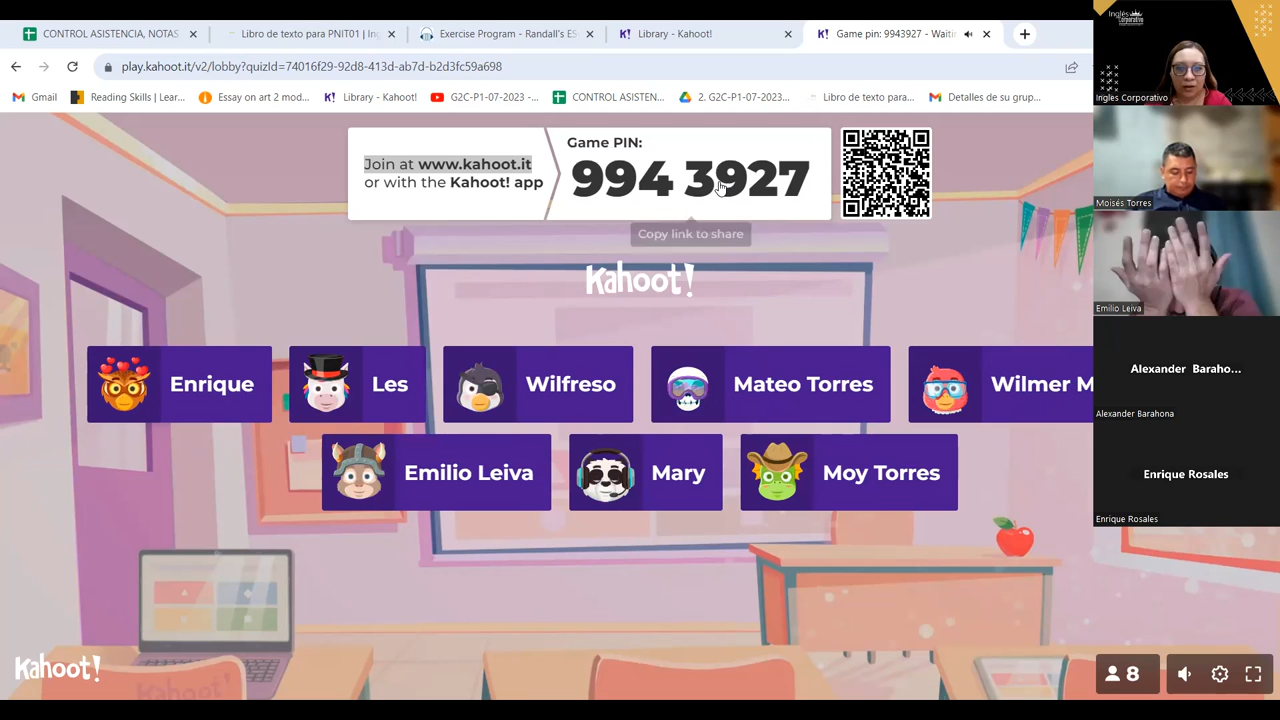 CONTROL ASISTENCIA, NOTAS
Libro de texto para PNIT01 | In
Exercise Program - Randall's ES
Library - Kahoot!
Game pin: 9943927 - Waiti
play.kahoot.it/v2/lobby?quizId=74016f29-92d8-413d-ab7d-b2d3fc59a698
Gmail
Reading Skills | Lear...
Essay on art 2 mod...
Library - Kahoot!
CONTROL ASISTEN...
2. G2C-P1-07-2023...
Libro de texto para...
Detalles de su grup...
Join at www.kahoot.it
or with the Kahoot! app
Game PIN:
994 3927
Copy link to share
Kahoot!
Enrique
Les
Wilfreso
Mateo Torres
Wilmer M
Emilio Leiva
Mary
Moy Torres
Kahoot!
Kahoot!
8
Inglés
Corporativo
Ingles Corporativo
Moisés Torres
Emilio Leiva
Alexander Baraho...
Alexander Barahona
Enrique Rosales
Enrique Rosales